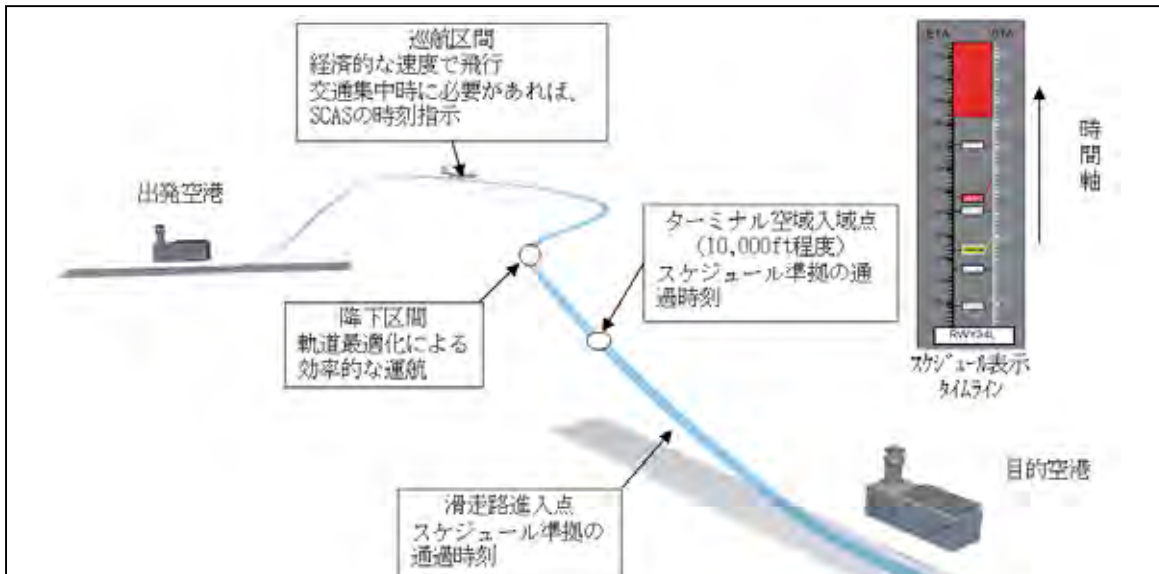 巡航区間
経済的な速度で飛行
交通集中時に必要があれば、
SCASの時刻指示
出発空港
ターミナル空域入域点
(10,000ft程度)
スケジュール準拠の通
過時刻
降下区間
軌道最適化による
効率的な運航
滑走路進入点
スケジュール準拠の
通過時刻
目的空港
ETA
STA
RWY34L
時間軸
スケジュール表示
タイムライン